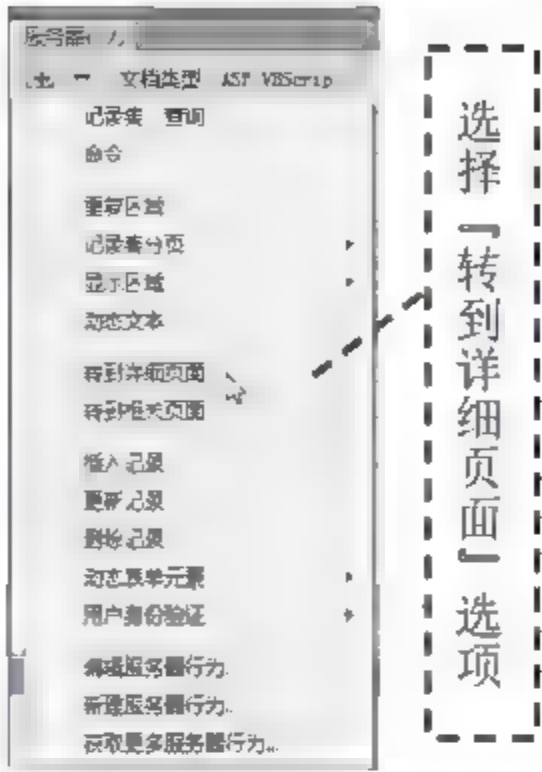 服务器行为
文档类型 ASP VBScrip
记录集 查询
命令
重复区域
记录集分页
显示区域
动态文本
转到详细页面
转到相关页面
插入记录
更新记录
删除记录
动态表单元素
用户身份验证
编辑服务器行为..
新建服务器行为..
获取更多服务器行为..
选择『转到详细页面』选项